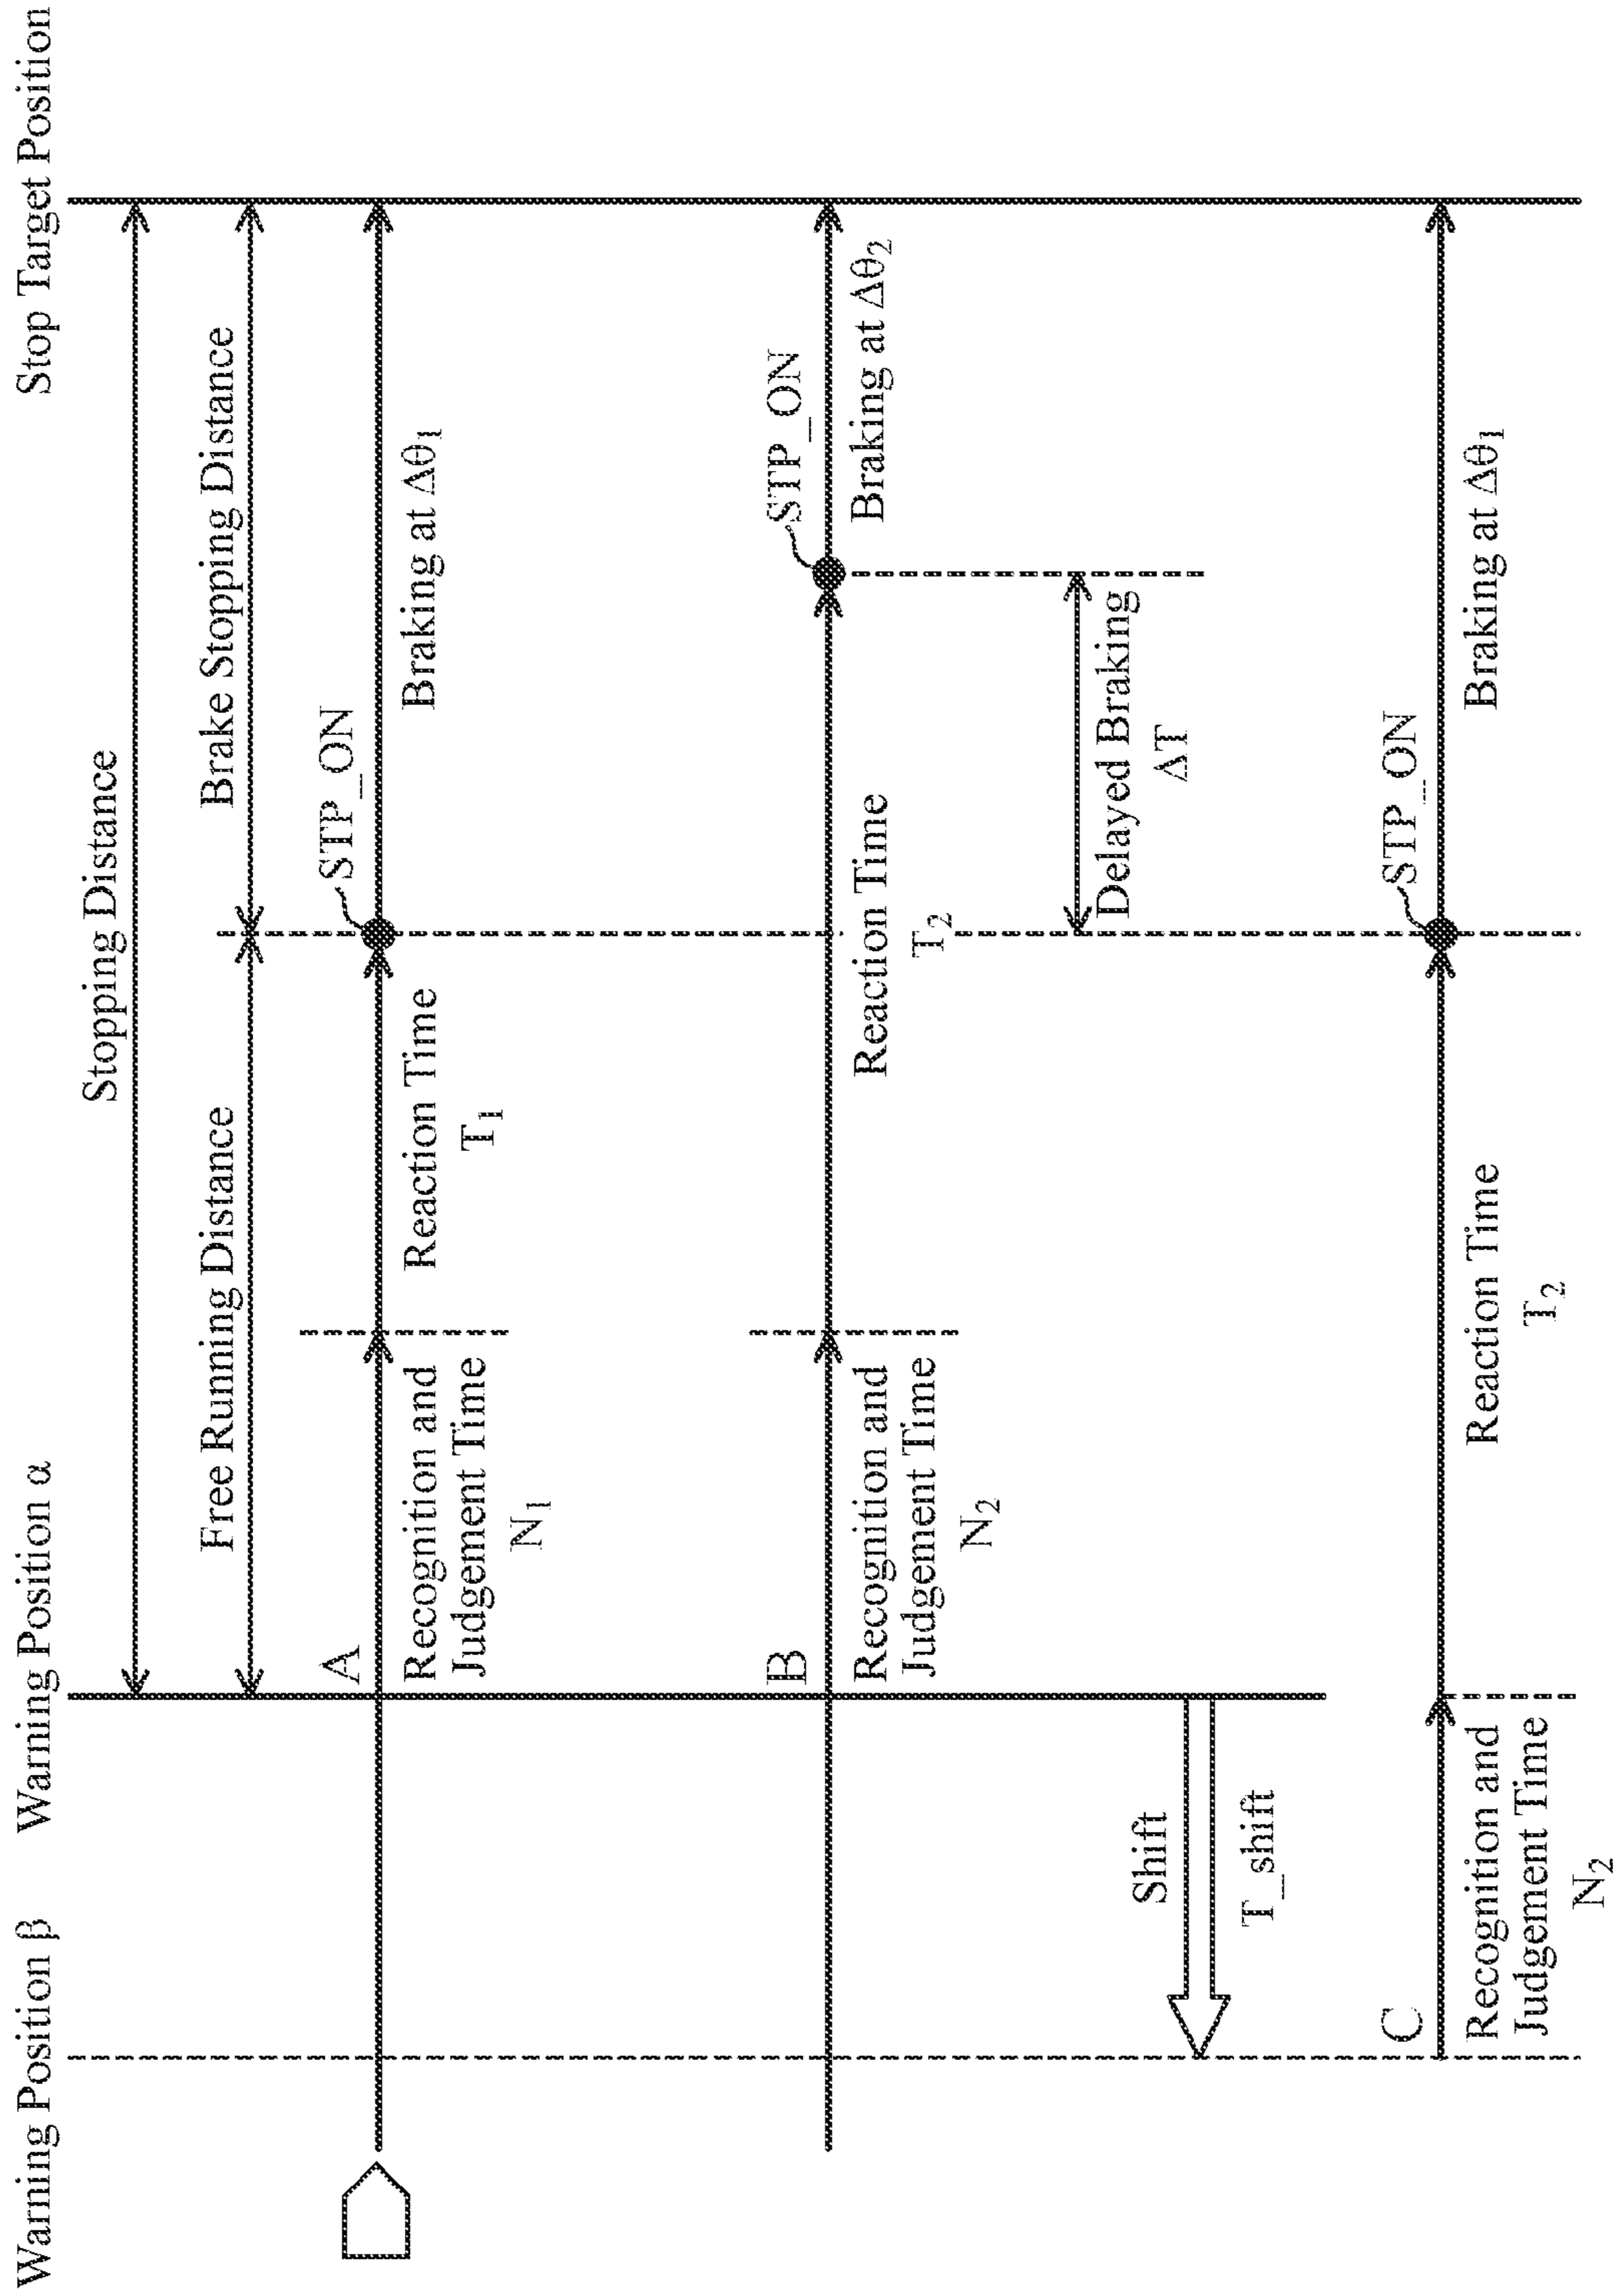 Warning Position β
Warning Position α
Stop Target Position
Stopping Distance
Free Running Distance
Brake Stopping Distance
A
STP_ON
Recognition and
Judgement Time
N₁
Reaction Time
T₁
Braking at Δθ₁
B
STP_ON
Recognition and
Judgement Time
N₂
Reaction Time
T₂
Braking at Δθ₂
Delayed Braking
ΔT
Shift
T_shift
C
STP_ON
Recognition and
Judgement Time
N₂
Reaction Time
T₂
Braking at Δθ₁